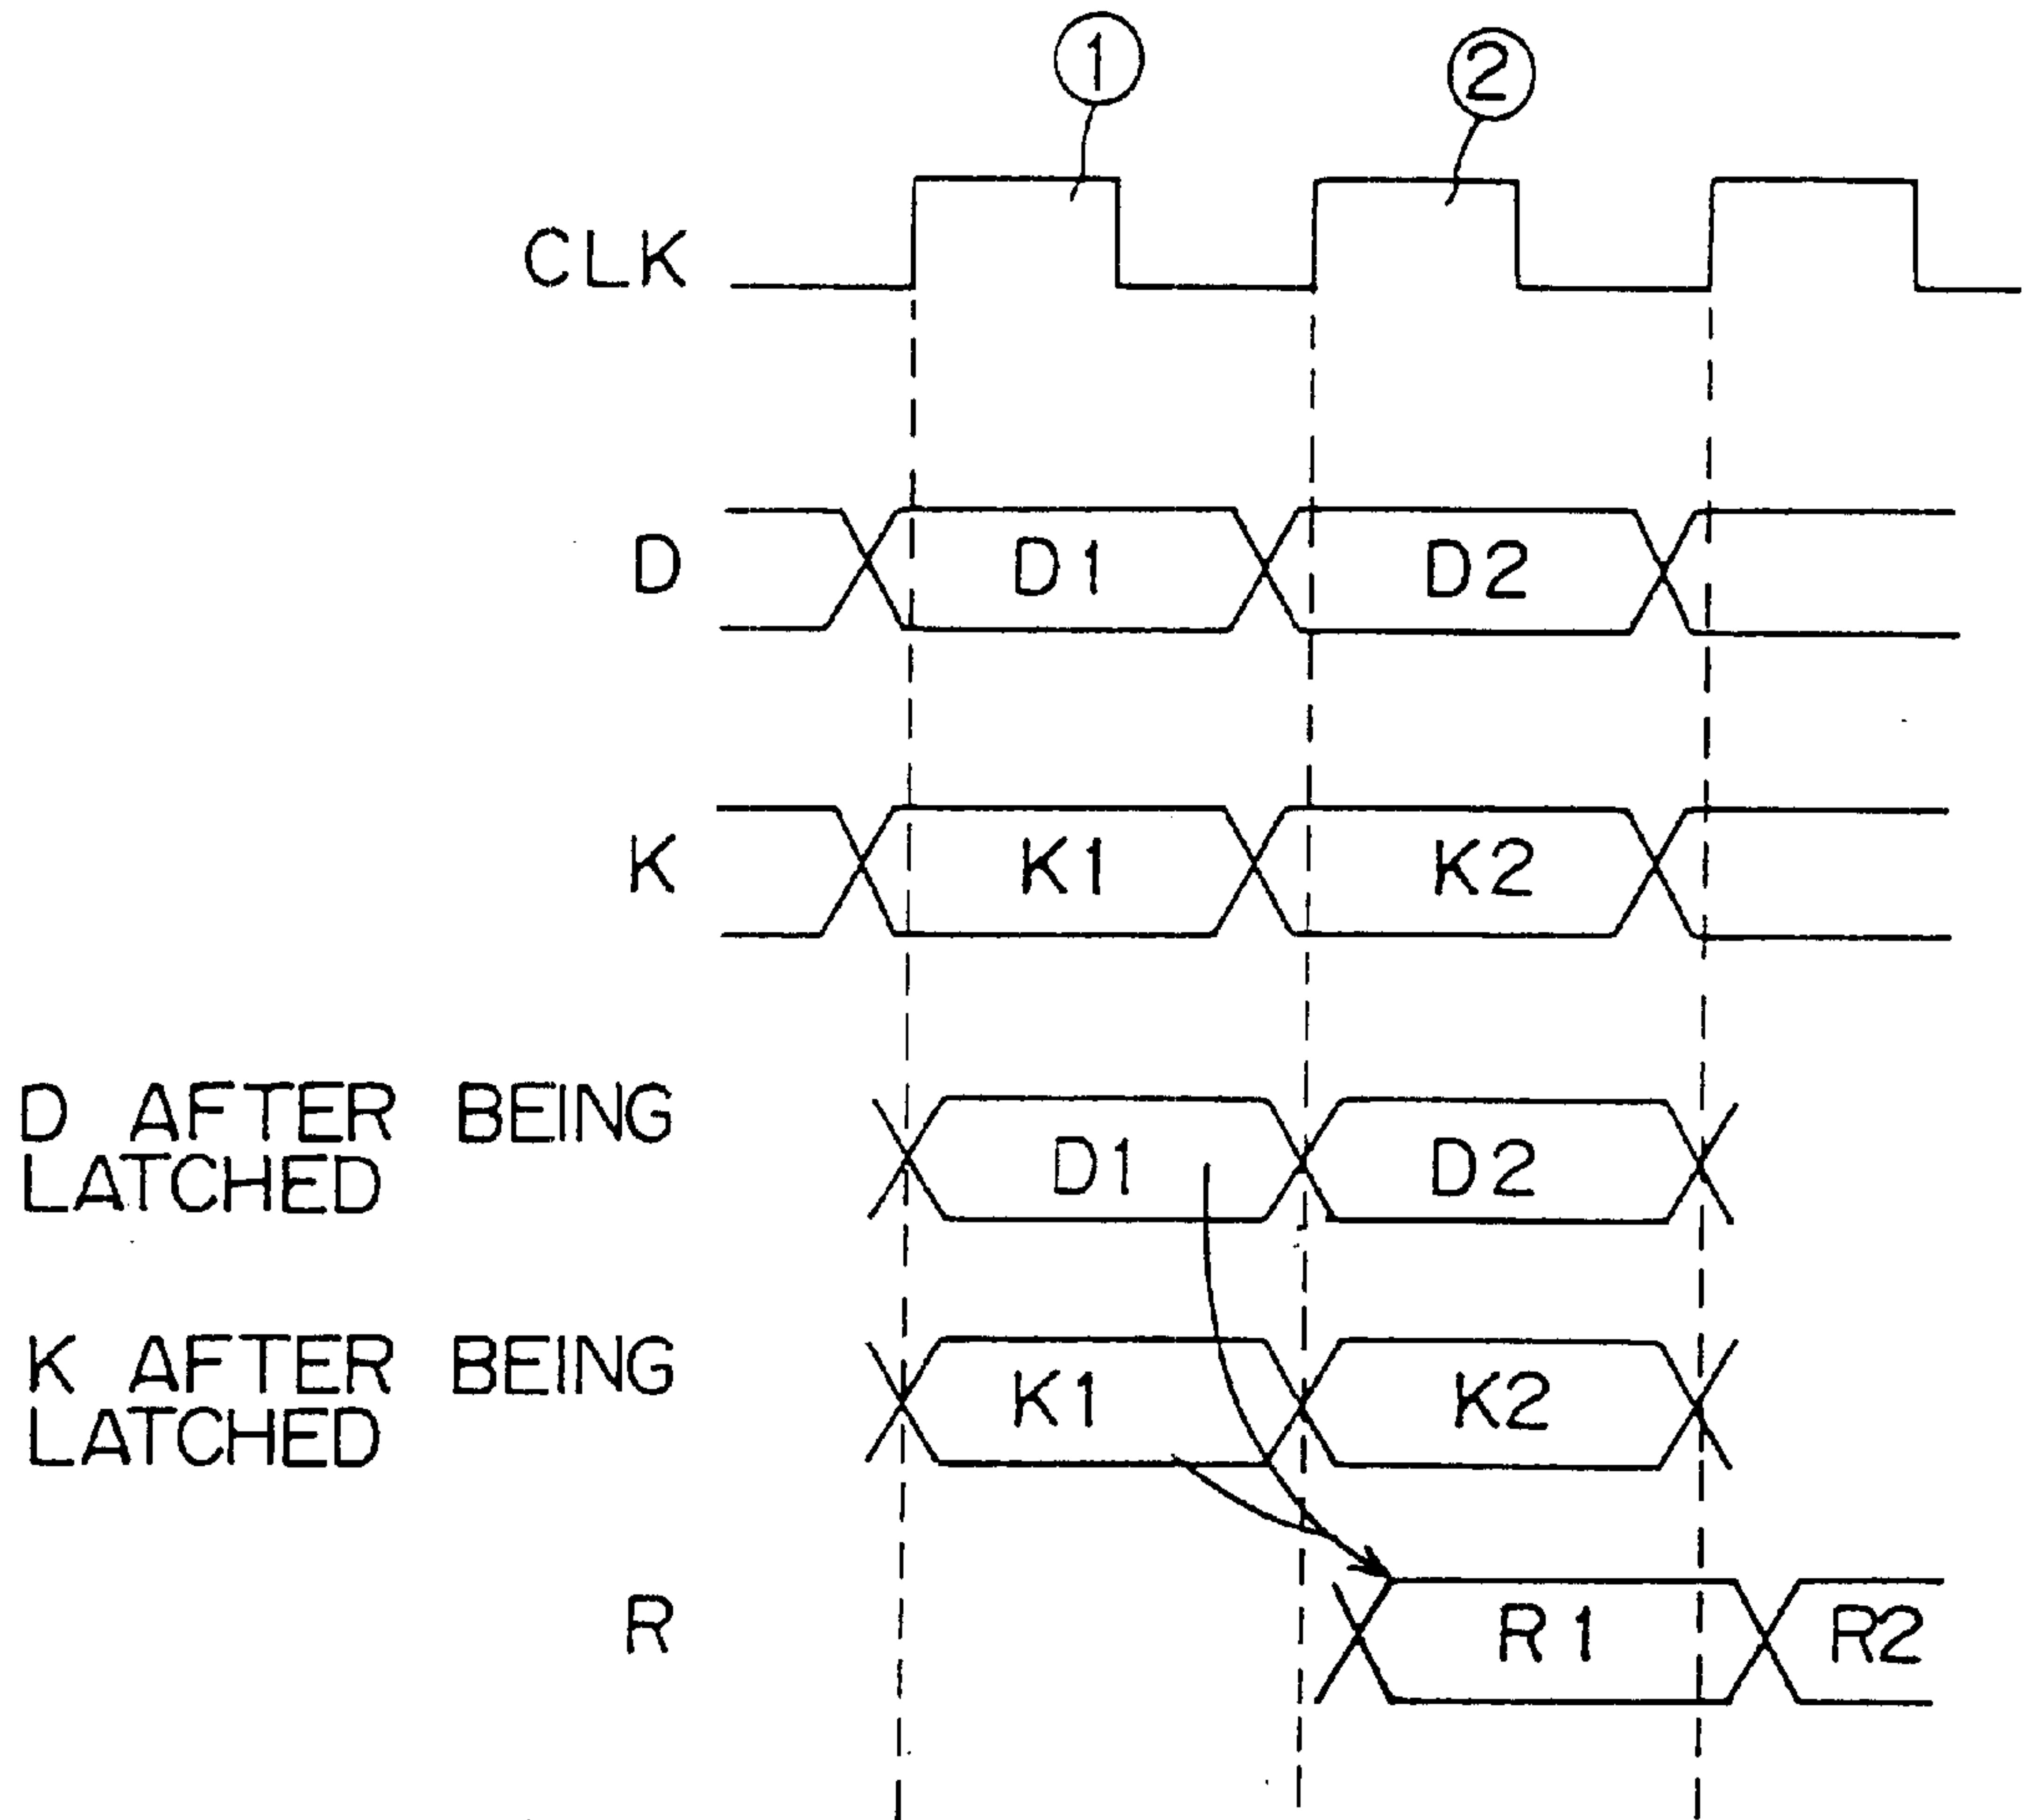 ① ②
CLK
D D1 D2
K K1 K2
D AFTER BEING
LATCHED
D1 D2
K AFTER BEING
LATCHED
K1 K2
R R1 R2